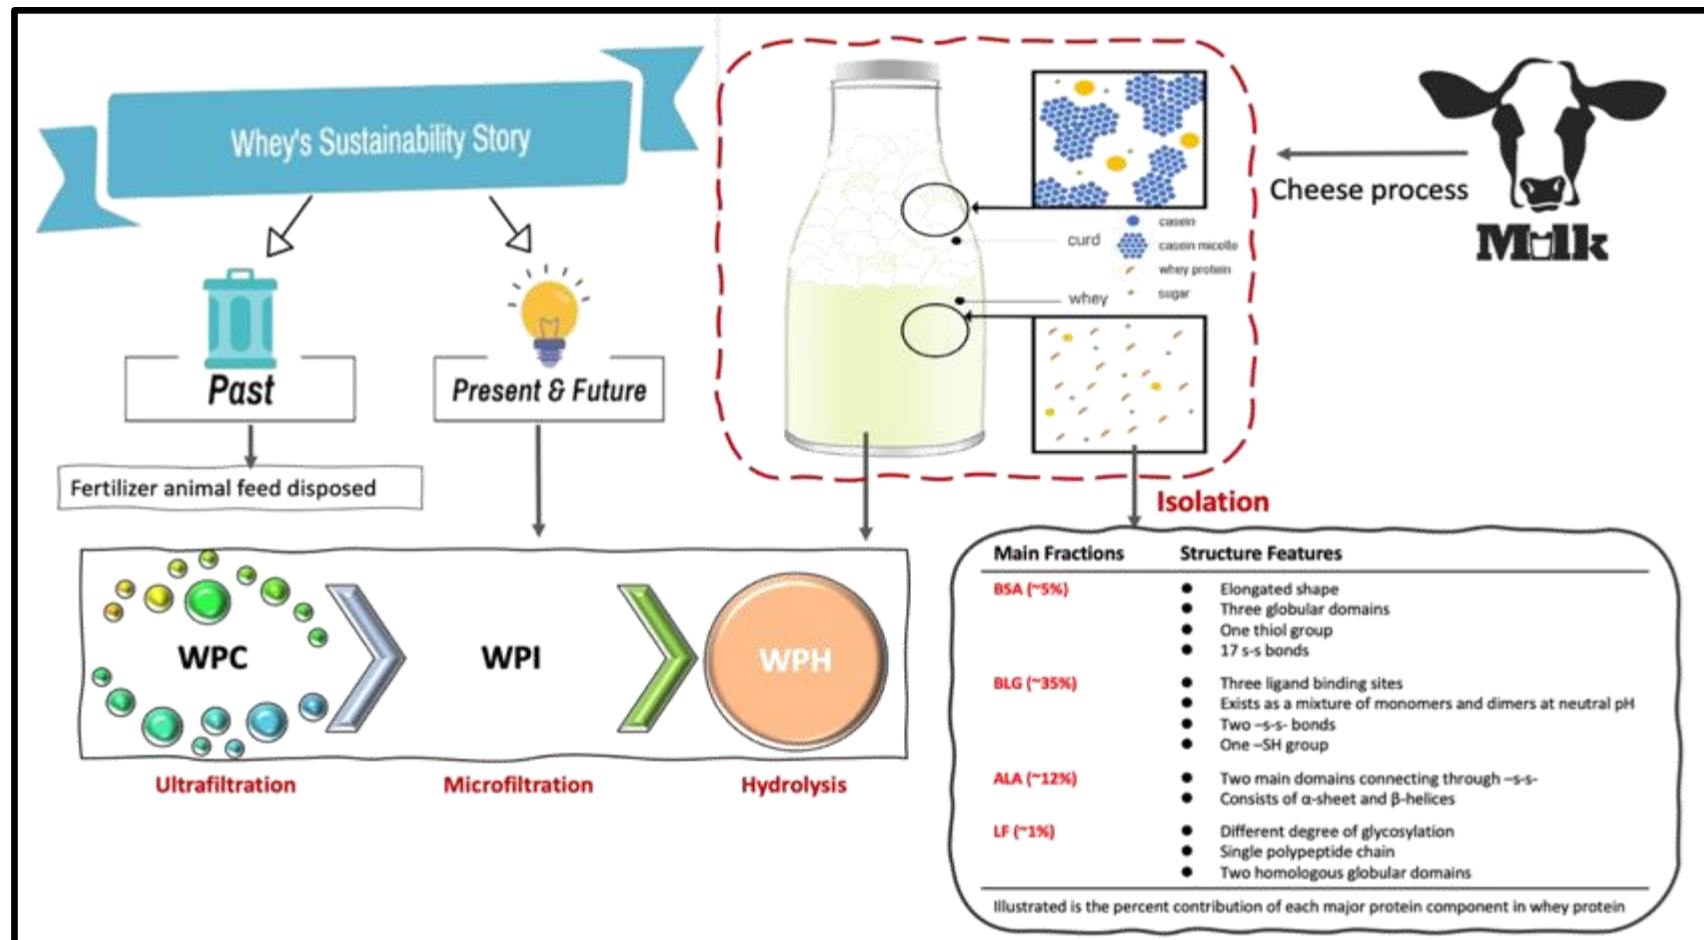 Whey's Sustainability Story
Past
Present & Future
Fertilizer animal feed disposed
WPC
WPI
WPH
Ultrafiltration
Microfiltration
Hydrolysis
curd
whey
casein
casein micelle
whey protein
sugar
Cheese process
Milk
Isolation
Main Fractions Structure Features
BSA (~5%) ● Elongated shape
● Three globular domains
● One thiol group
● 17 s-s bonds
BLG (~35%) ● Three ligand binding sites
● Exists as a mixture of monomers and dimers at neutral pH
● Two –s-s- bonds
● One –SH group
ALA (~12%) ● Two main domains connecting through –s-s-
● Consists of α-sheet and β-helices
LF (~1%) ● Different degree of glycosylation
● Single polypeptide chain
● Two homologous globular domains
Illustrated is the percent contribution of each major protein component in whey protein